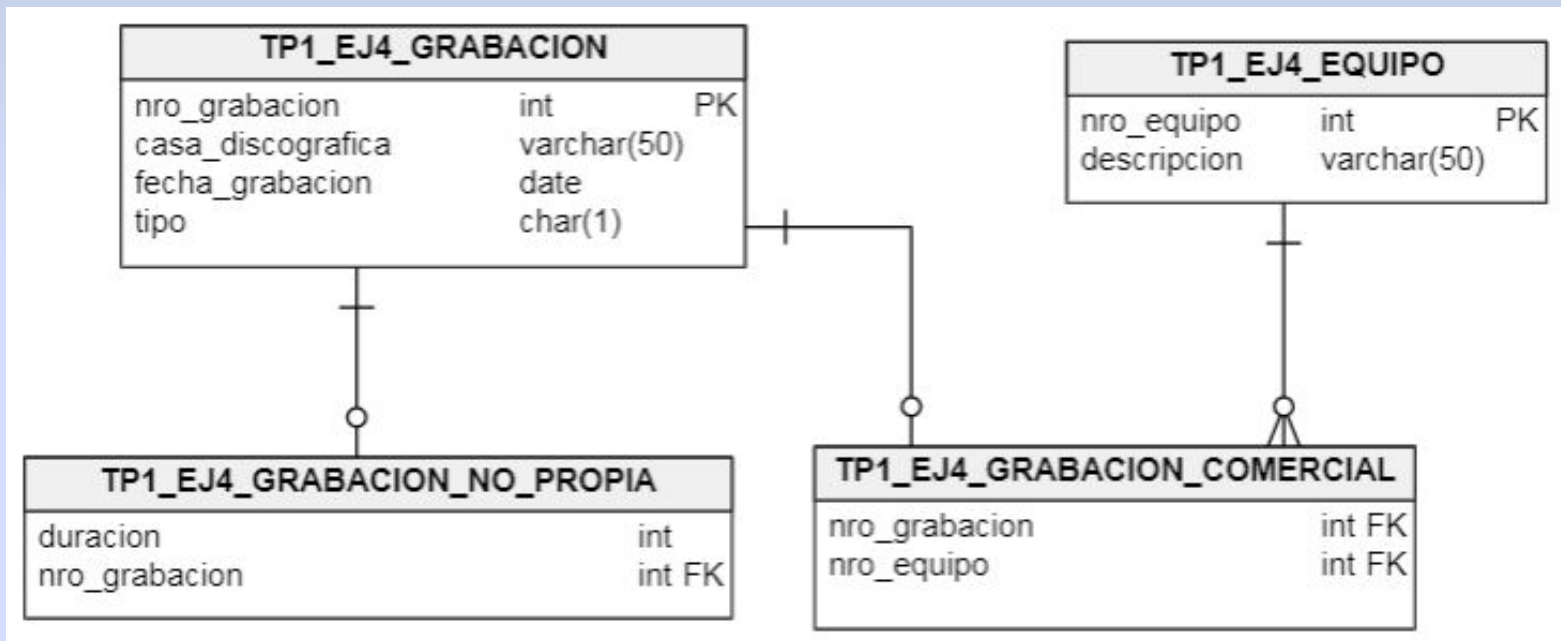 TP1_EJ4_GRABACION
nro_grabacion int PK
casa_discografica varchar(50)
fecha_grabacion date
tipo char(1)
TP1_EJ4_EQUIPO
nro_equipo int PK
descripcion varchar(50)
TP1_EJ4_GRABACION_NO_PROPIA
duracion int
nro_grabacion int FK
TP1_EJ4_GRABACION_COMERCIAL
nro_grabacion int FK
nro_equipo int FK